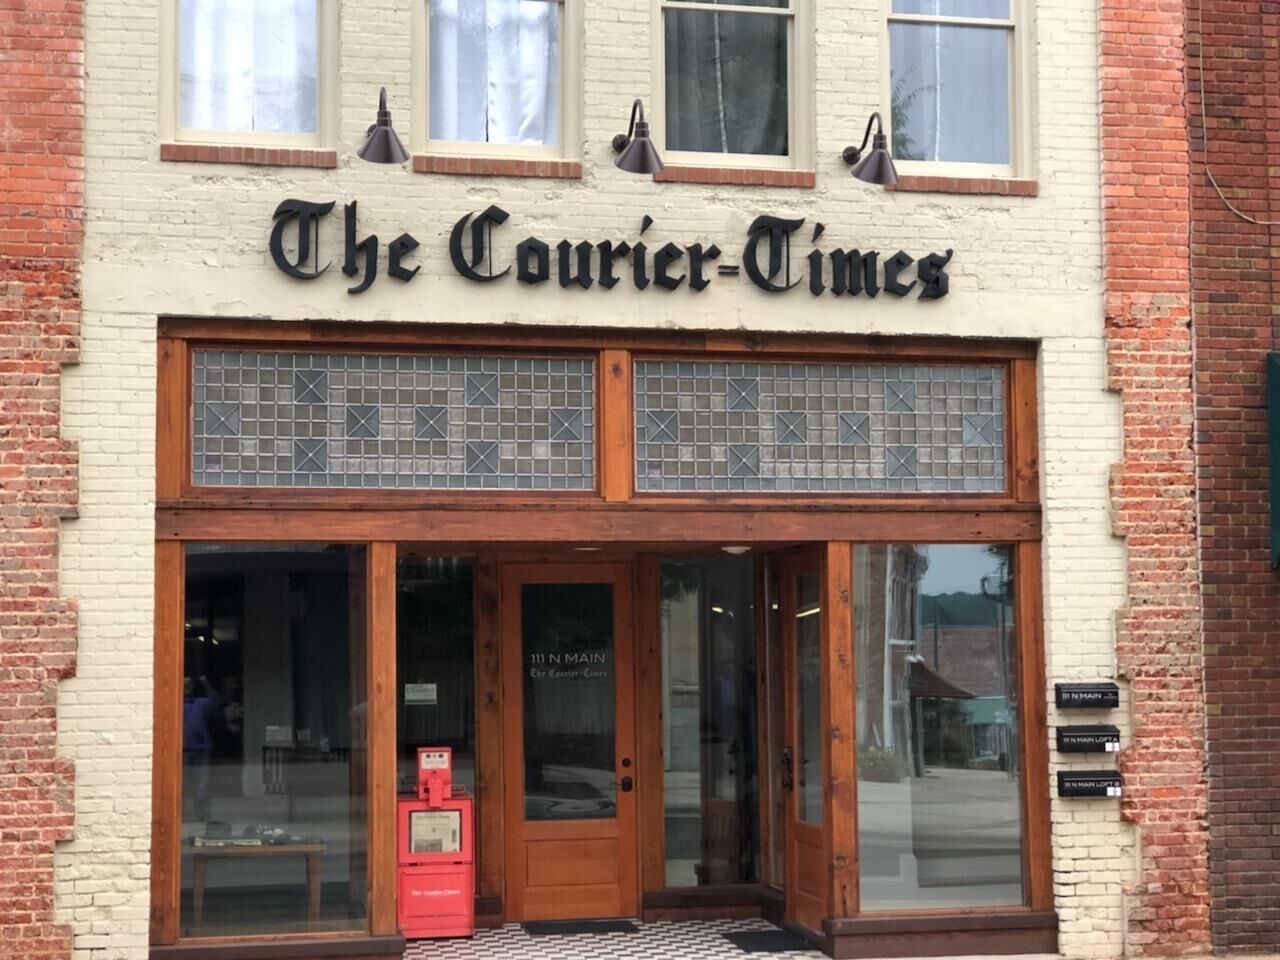 The Courier=Times
111 N MAIN
The Courier-Times
Chamber
The Courier-Times
111 N MAIN
111 N MAIN LOFT A
111 N MAIN LOFT B